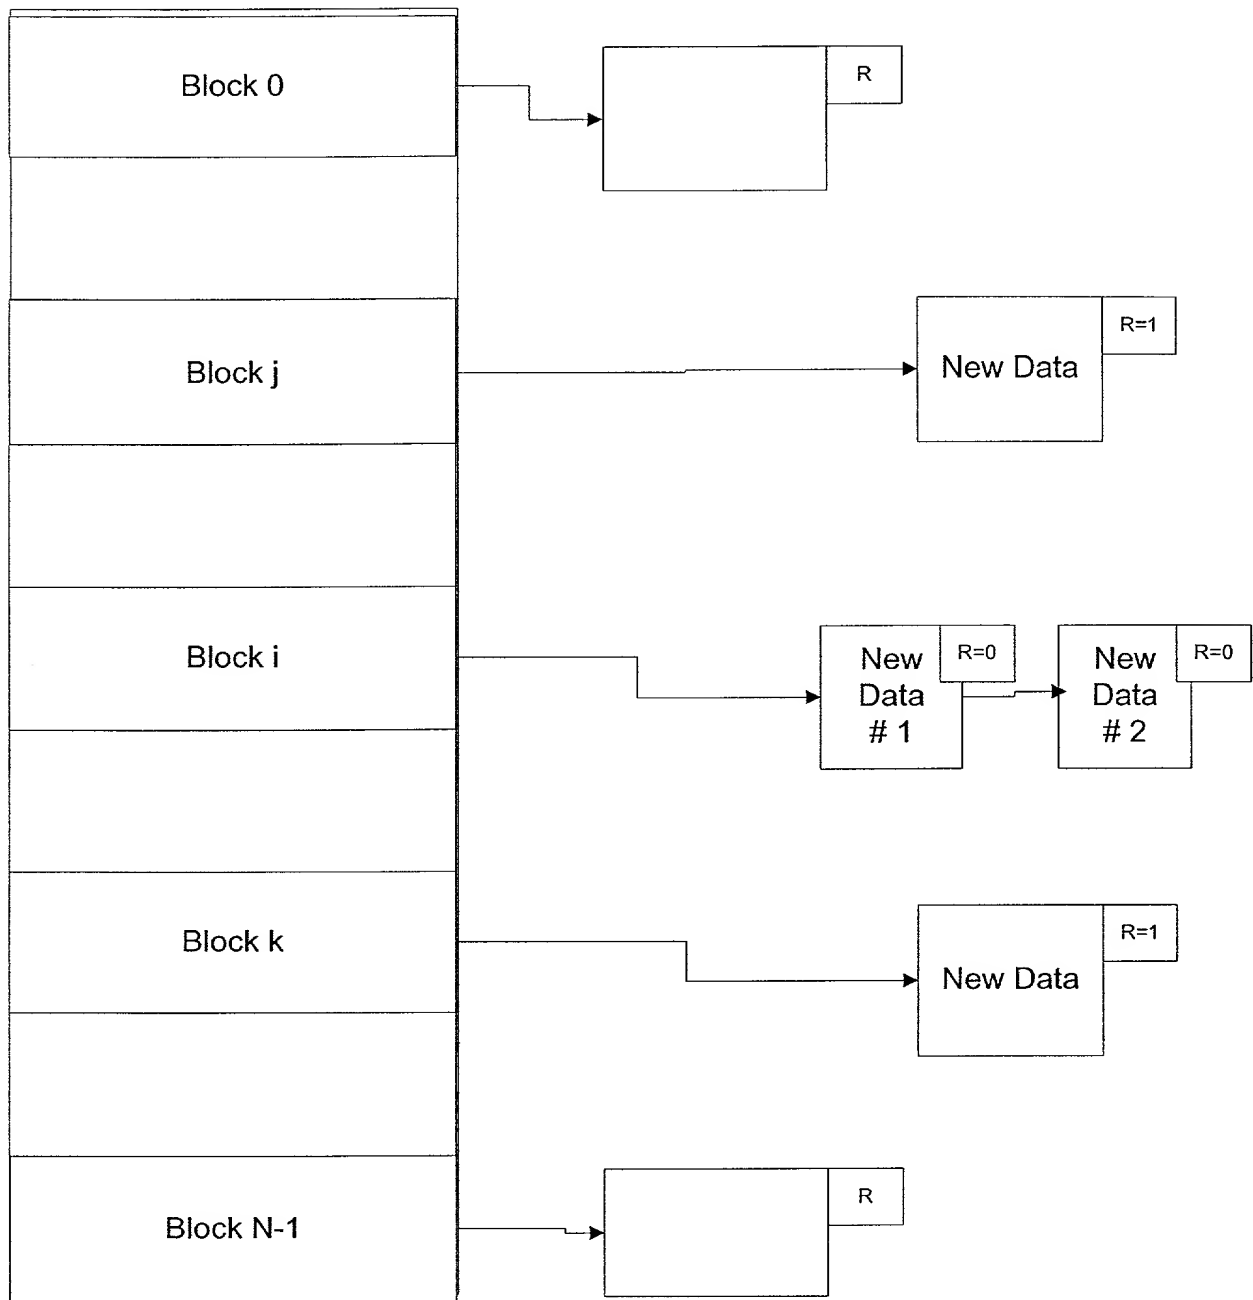 Block 0
R
Block j
New Data
R=1
Block i
New
Data
# 1
R=0
New
Data
# 2
R=0
Block k
New Data
R=1
Block N-1
R